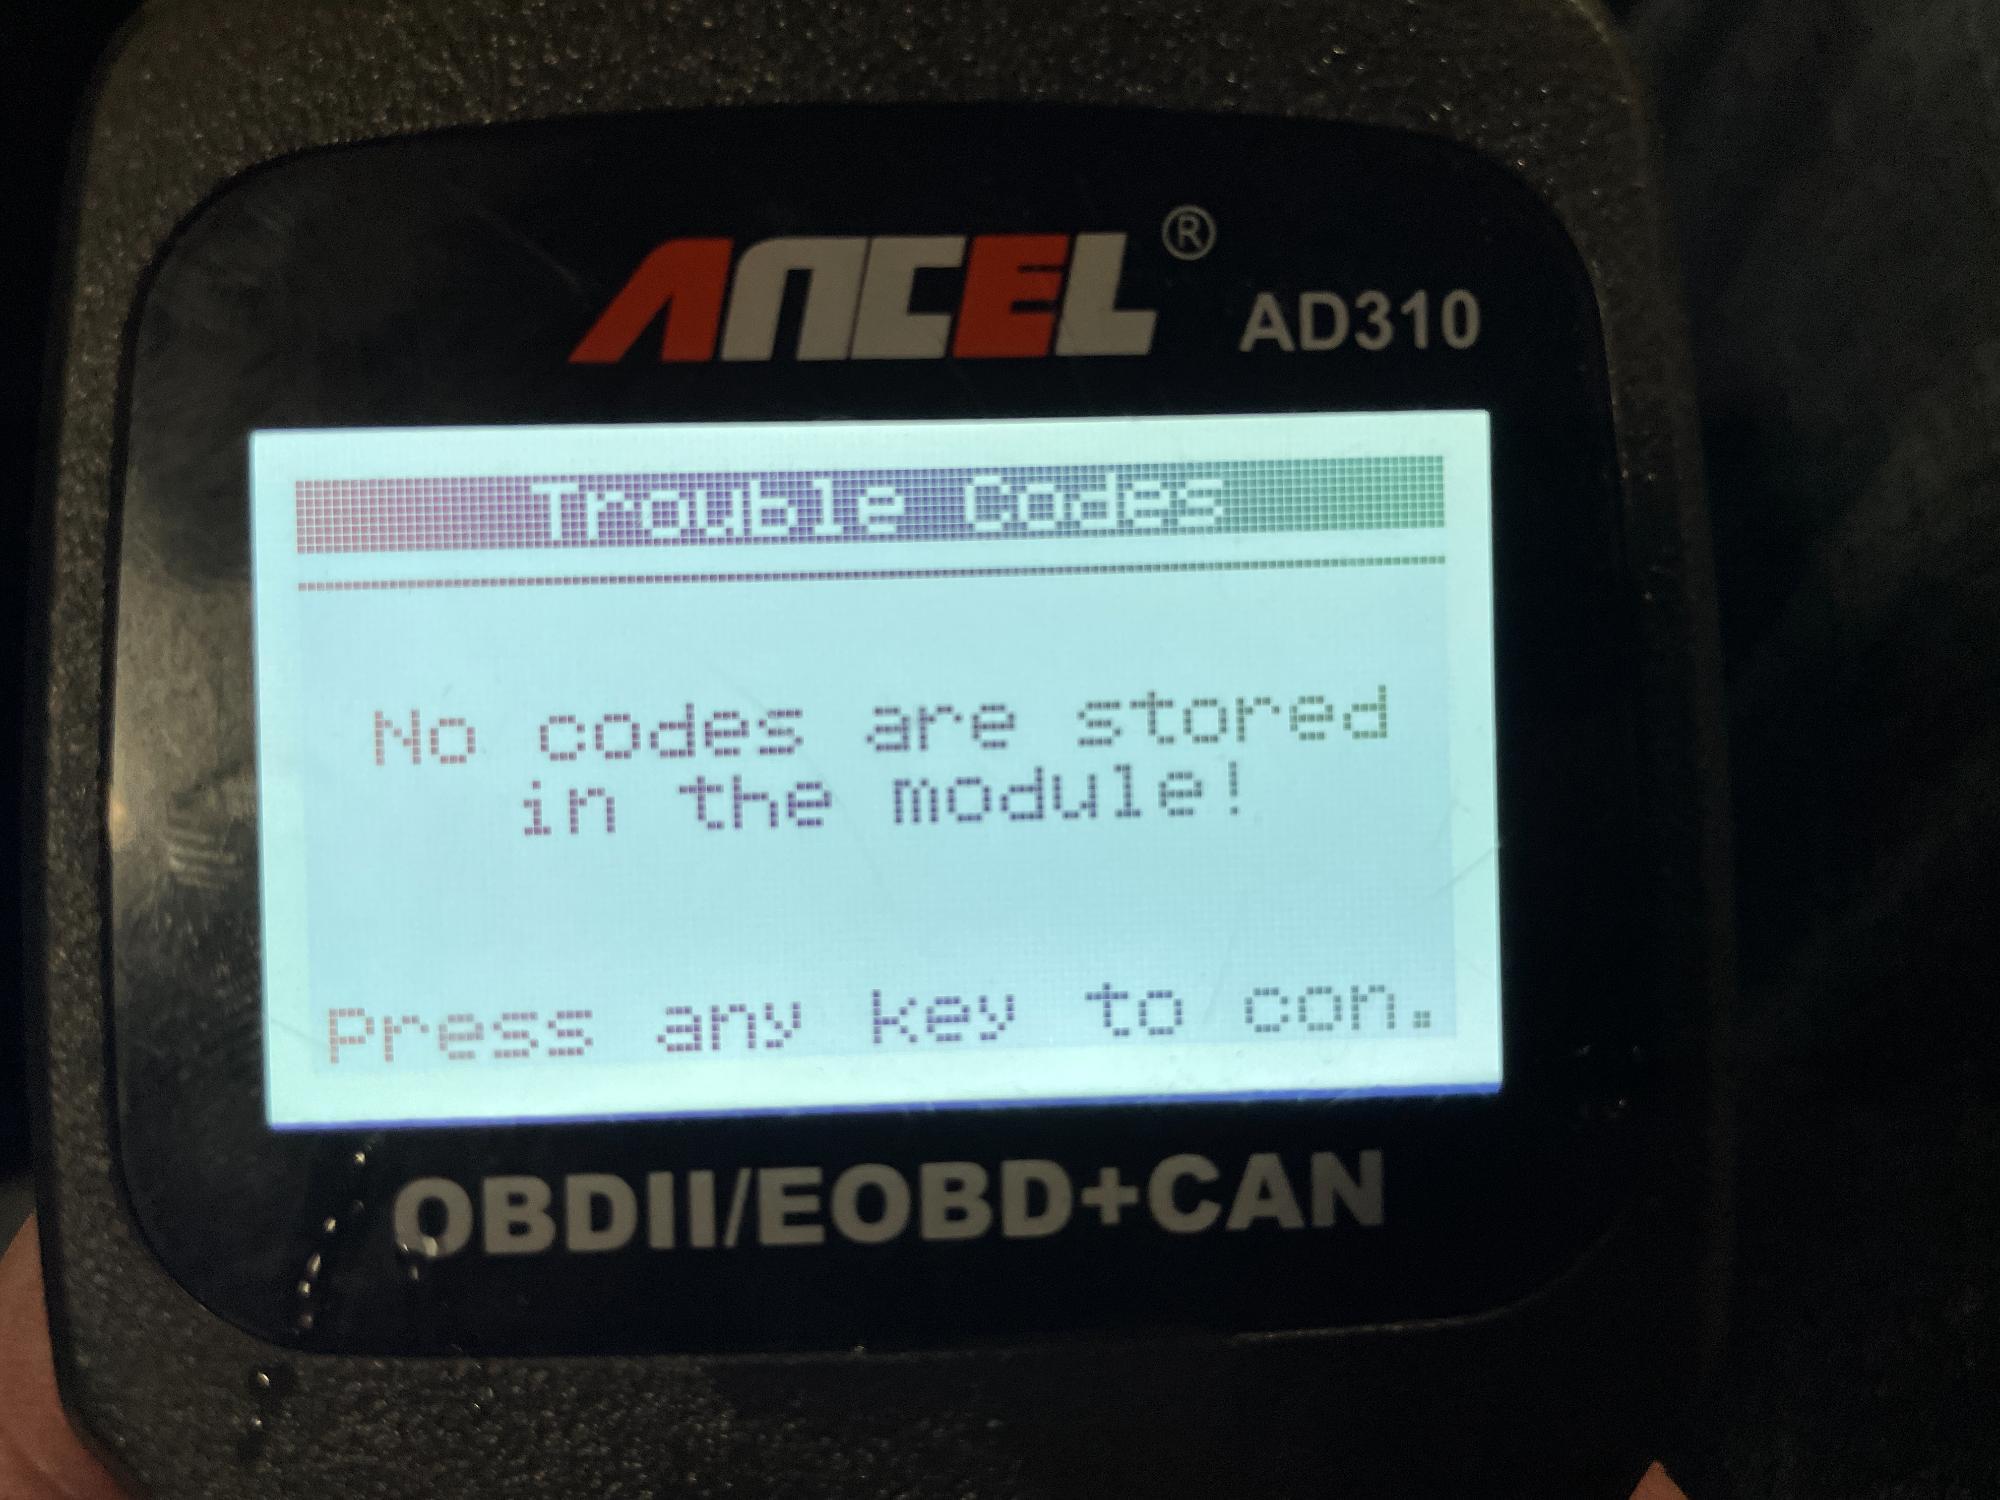 ANCEL® AD310
Trouble Codes
No codes are stored
in the module!
Press any key to con.
OBDII/EOBD+CAN